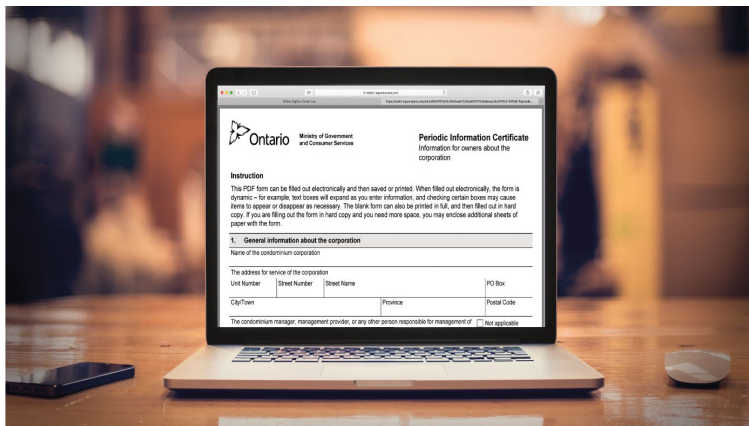 Ontario
Ministry of Government
and Consumer Services
Periodic Information Certificate
Information for owners about the
corporation
Instruction
This PDF form can be filled out electronically and then saved or printed. When filled out electronically, the form is
dynamic – for example, text boxes will expand as you enter information, and checking certain boxes may cause
items to appear or disappear as necessary. The blank form can also be printed in full, and then filled out in hard
copy. If you are filling out the form in hard copy and you need more space, you may enclose additional sheets of
paper with the form.
1. General information about the corporation
Name of the condominium corporation
The address for service of the corporation
Unit Number Street Number Street Name PO Box
City/Town Province Postal Code
The condominium manager, management provider, or any other person responsible for management of Not applicable